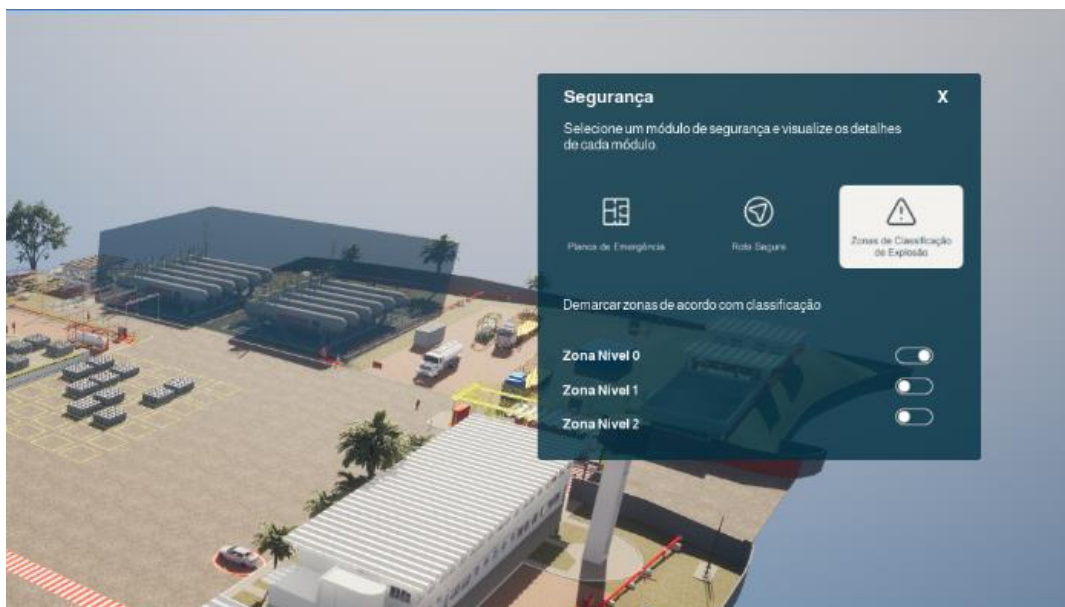 Segurança
X
Selecione um módulo de segurança e visualize os detalhes
de cada módulo.
Planos de Emergência
Rota Segura
Zonas de Classificação
de Explosão
Demarcar zonas de acordo com classificação
Zona Nível 0
Zona Nível 1
Zona Nível 2